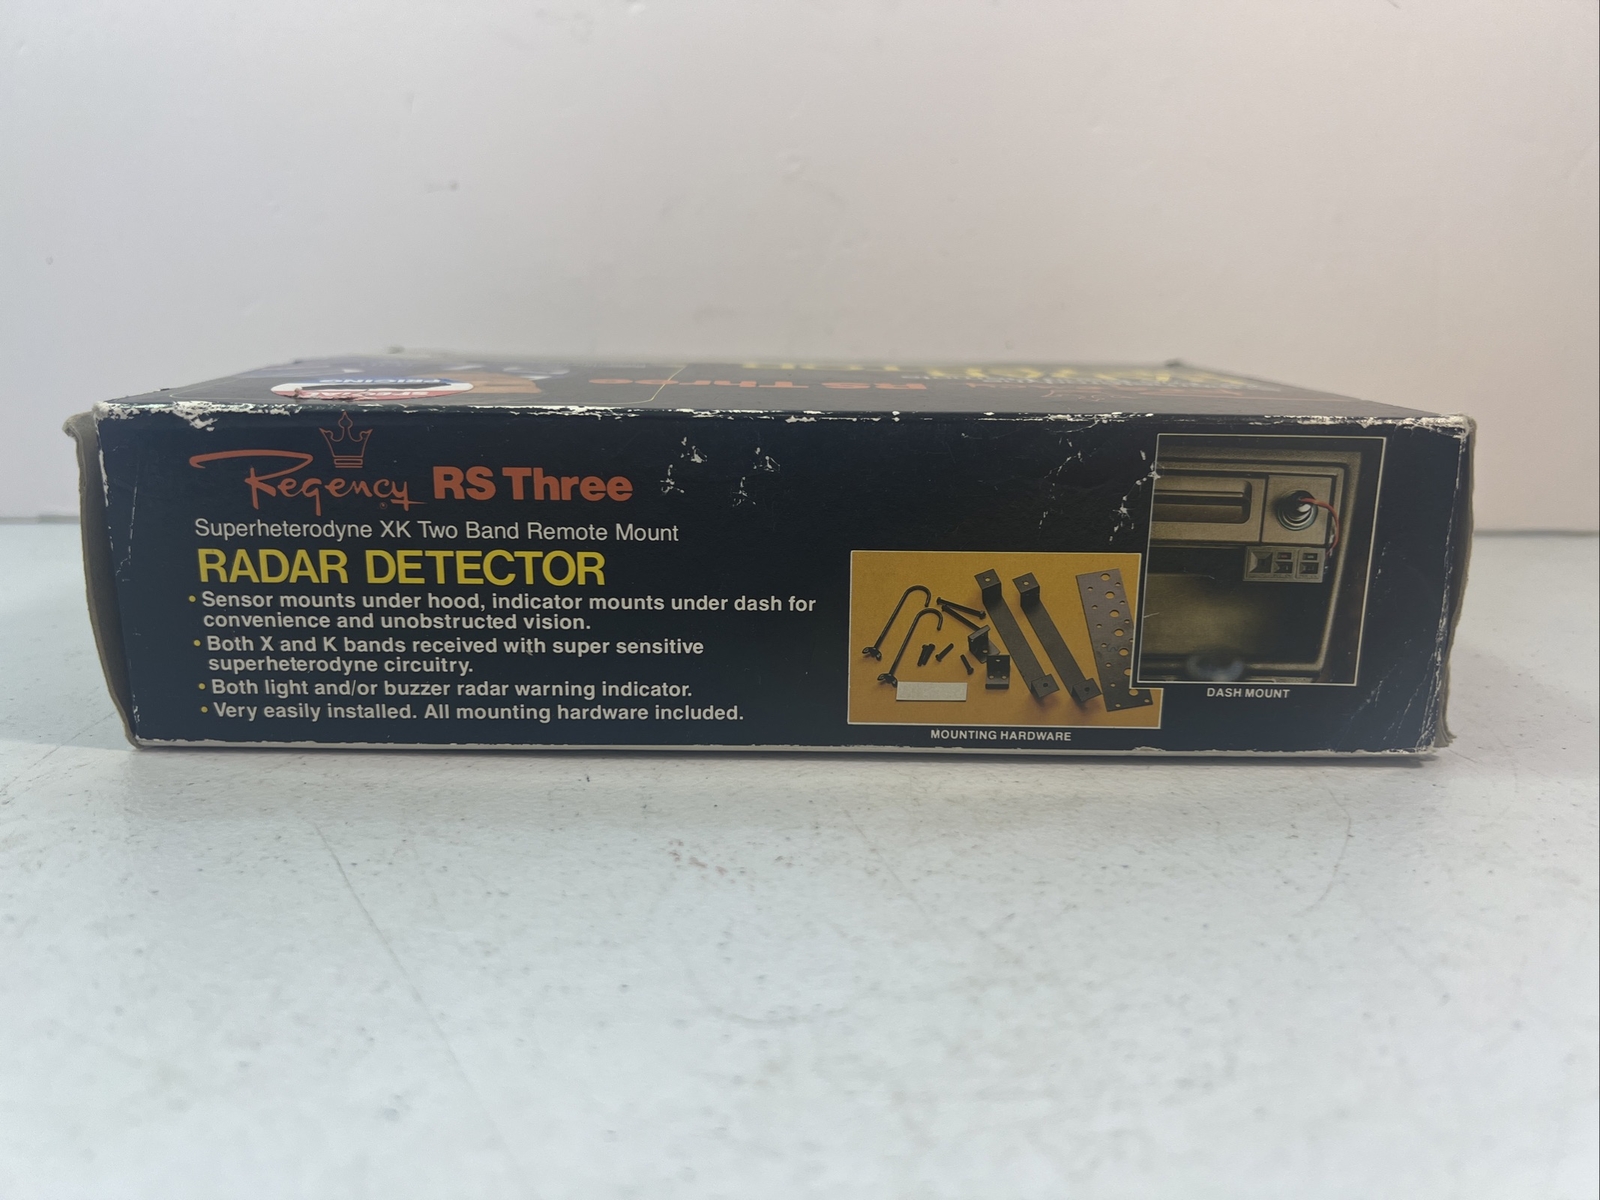 RS Three
Regency® RS Three
Superheterodyne XK Two Band Remote Mount
RADAR DETECTOR
• Sensor mounts under hood, indicator mounts under dash for
convenience and unobstructed vision.
• Both X and K bands received with super sensitive
superheterodyne circuitry.
• Both light and/or buzzer radar warning indicator.
• Very easily installed. All mounting hardware included.
MOUNTING HARDWARE
DASH MOUNT